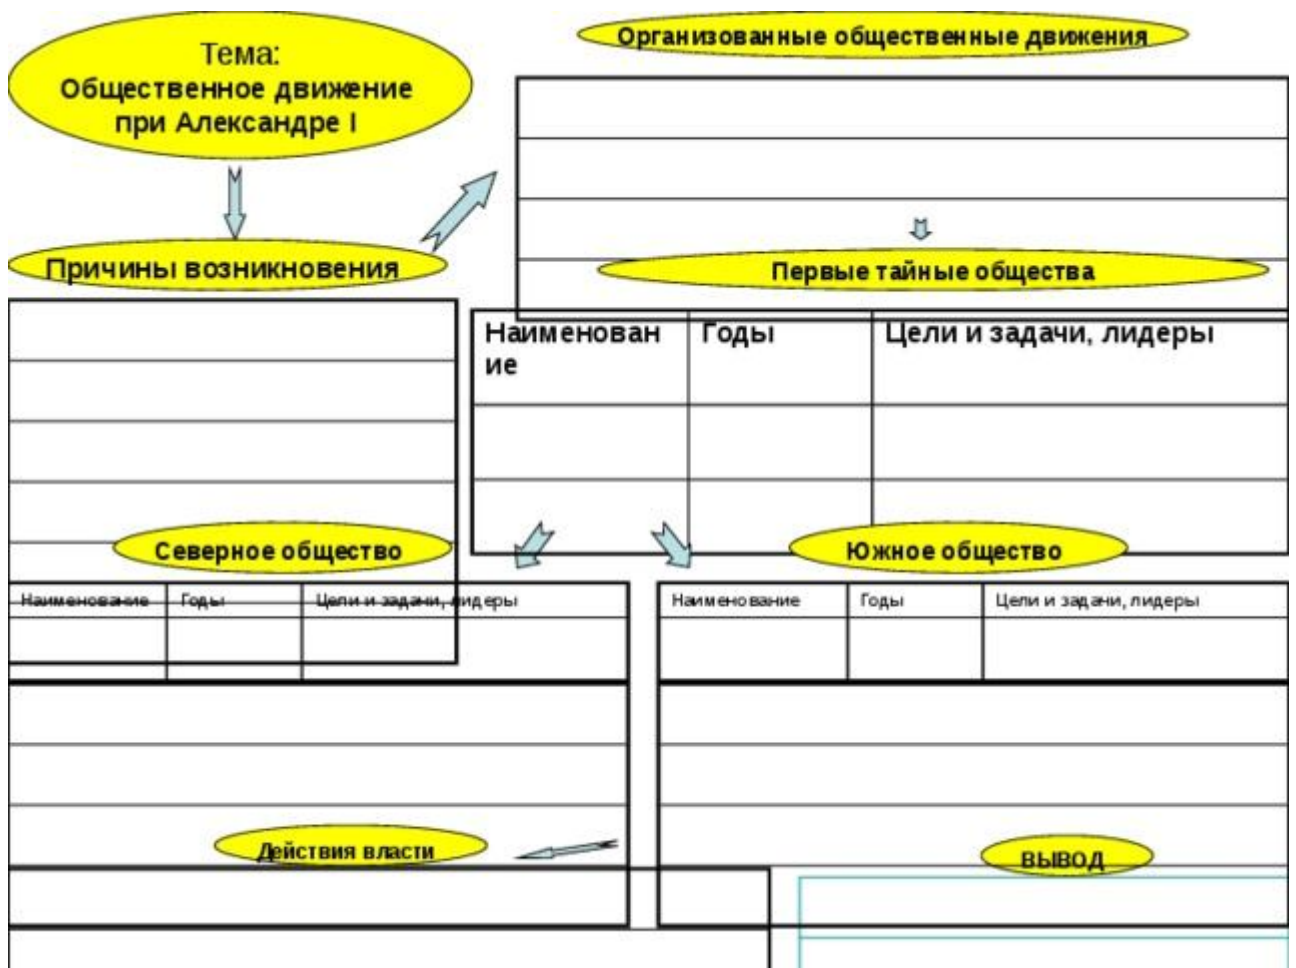 Тема:
Общественное движение
при Александре I
Организованные общественные движения
Причины возникновения
Первые тайные общества
Наименован
ие
Годы
Цели и задачи, лидеры
Северное общество
Южное общество
Наименование
Годы
Цели и задачи, лидеры
Наименование
Годы
Цели и задачи, лидеры
Действия власти
ВЫВОД